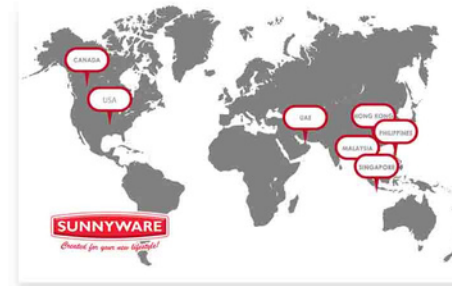 CANADA
USA
UAE
HONG KONG
PHILIPPINES
MALAYSIA
SINGAPORE
SUNNYWARE
Created for your new lifestyle!